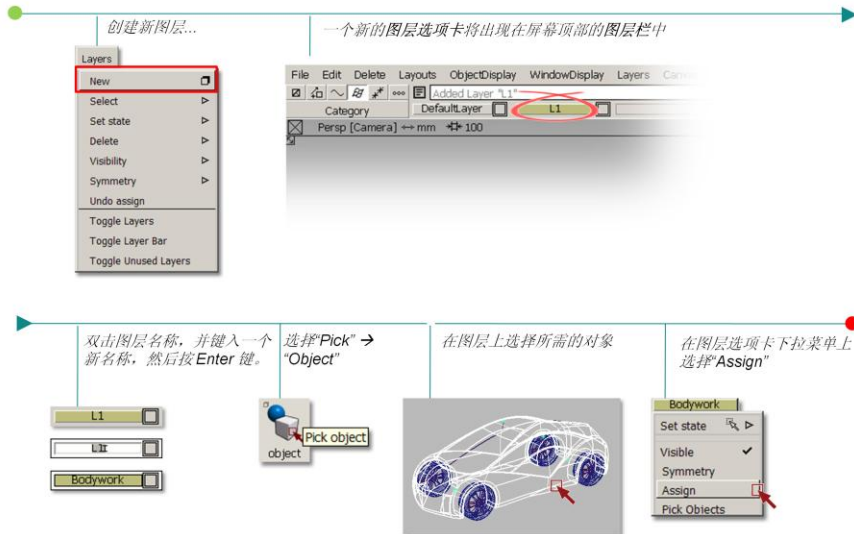 创建新图层...
一个新的图层选项卡将出现在屏幕顶部的图层栏中
Layers
New
Select
Set state
Delete
Visibility
Symmetry
Undo assign
Toggle Layers
Toggle Layer Bar
Toggle Unused Layers
File Edit Delete Layouts ObjectDisplay WindowDisplay Layers
Added Layer "L1"
Category DefaultLayer L1
Persp [Camera] ↔ mm 100
双击图层名称，并键入一个
新名称，然后按Enter 键。
L1
Bodywork
选择“Pick” →
“Object”
Pick object
object
在图层上选择所需的对象
在图层选项卡下拉菜单上
选择“Assign”
Bodywork
Set state
Visible
Symmetry
Assign
Pick Objects